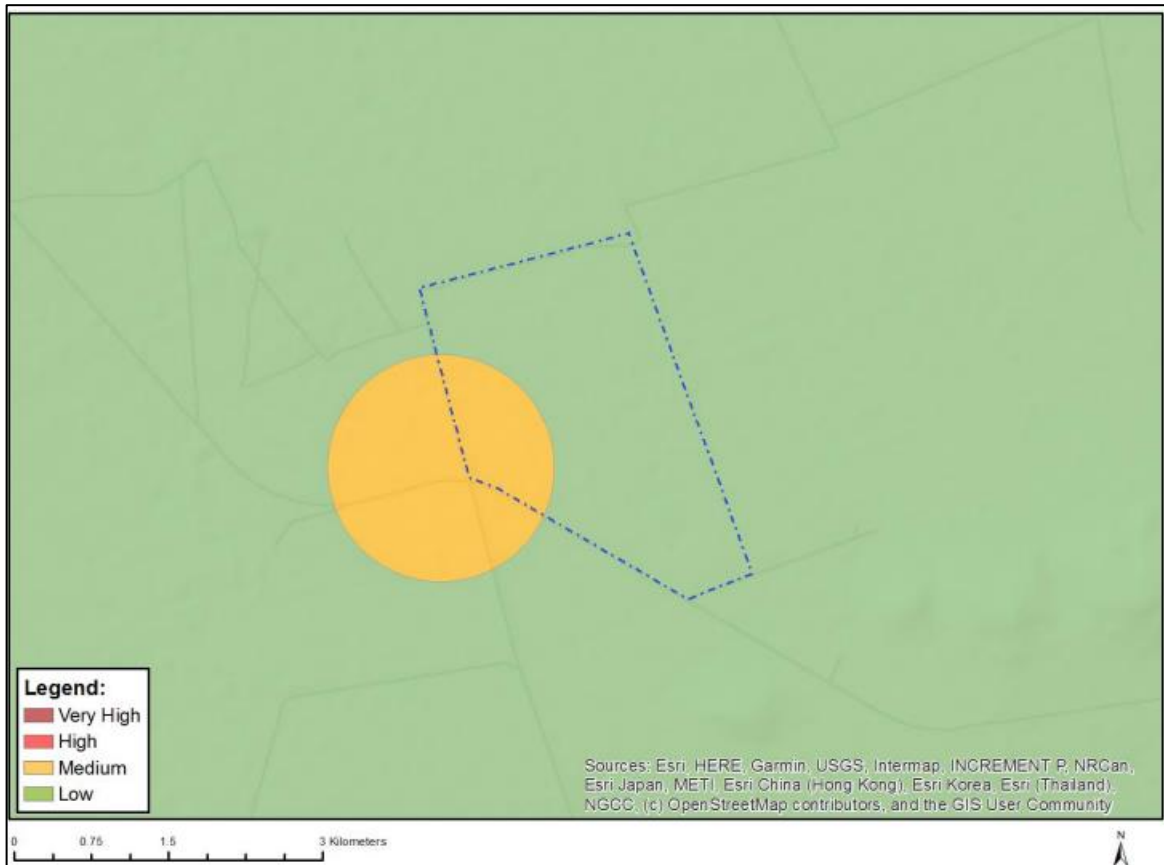 Legend:
Very High
High
Medium
Low
Sources: Esri, HERE, Garmin, USGS, Intermap, INCREMENT P, NRCan,
Esri Japan, METI, Esri China (Hong Kong), Esri Korea, Esri (Thailand),
NGCC, (c) OpenStreetMap contributors, and the GIS User Community
0 0.75 1.5 3 Kilometers
N